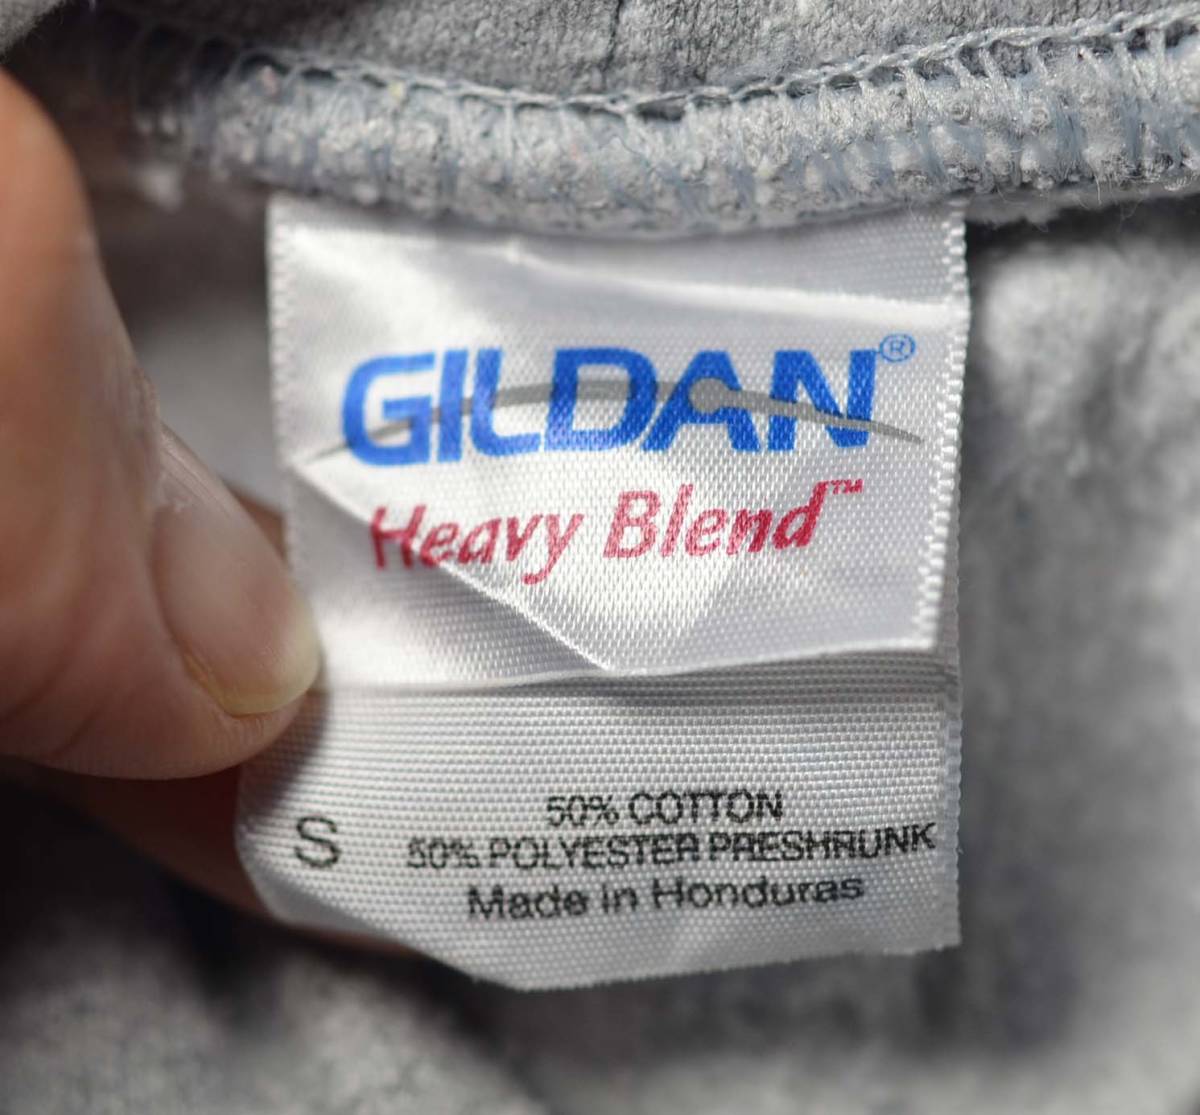 GILDAN®
Heavy Blend™
50% COTTON
S 50% POLYESTER PRESHRUNK
Made in Honduras